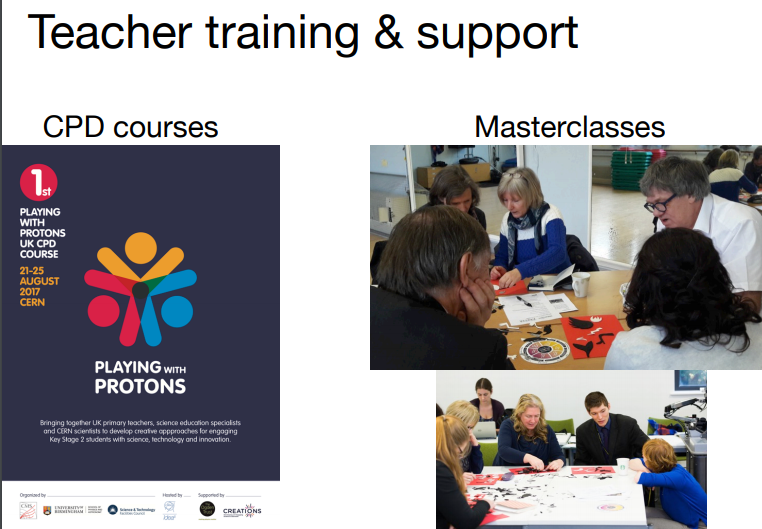 Teacher training & support
CPD courses
Masterclasses
1st
PLAYING
WITH
PROTONS
UK CPD
COURSE
21-25
AUGUST
2017
CERN
PLAYING WITH
PROTONS
Bringing together UK primary teachers, science education specialists
and CERN scientists to develop creative appproaches for engaging
Key Stage 2 students with science, technology and innovation.
Organized by
Hosted by
Supported by
CMS
UNIVERSITY OF
BIRMINGHAM
Science & Technology
Facilities Council
CREATIONS